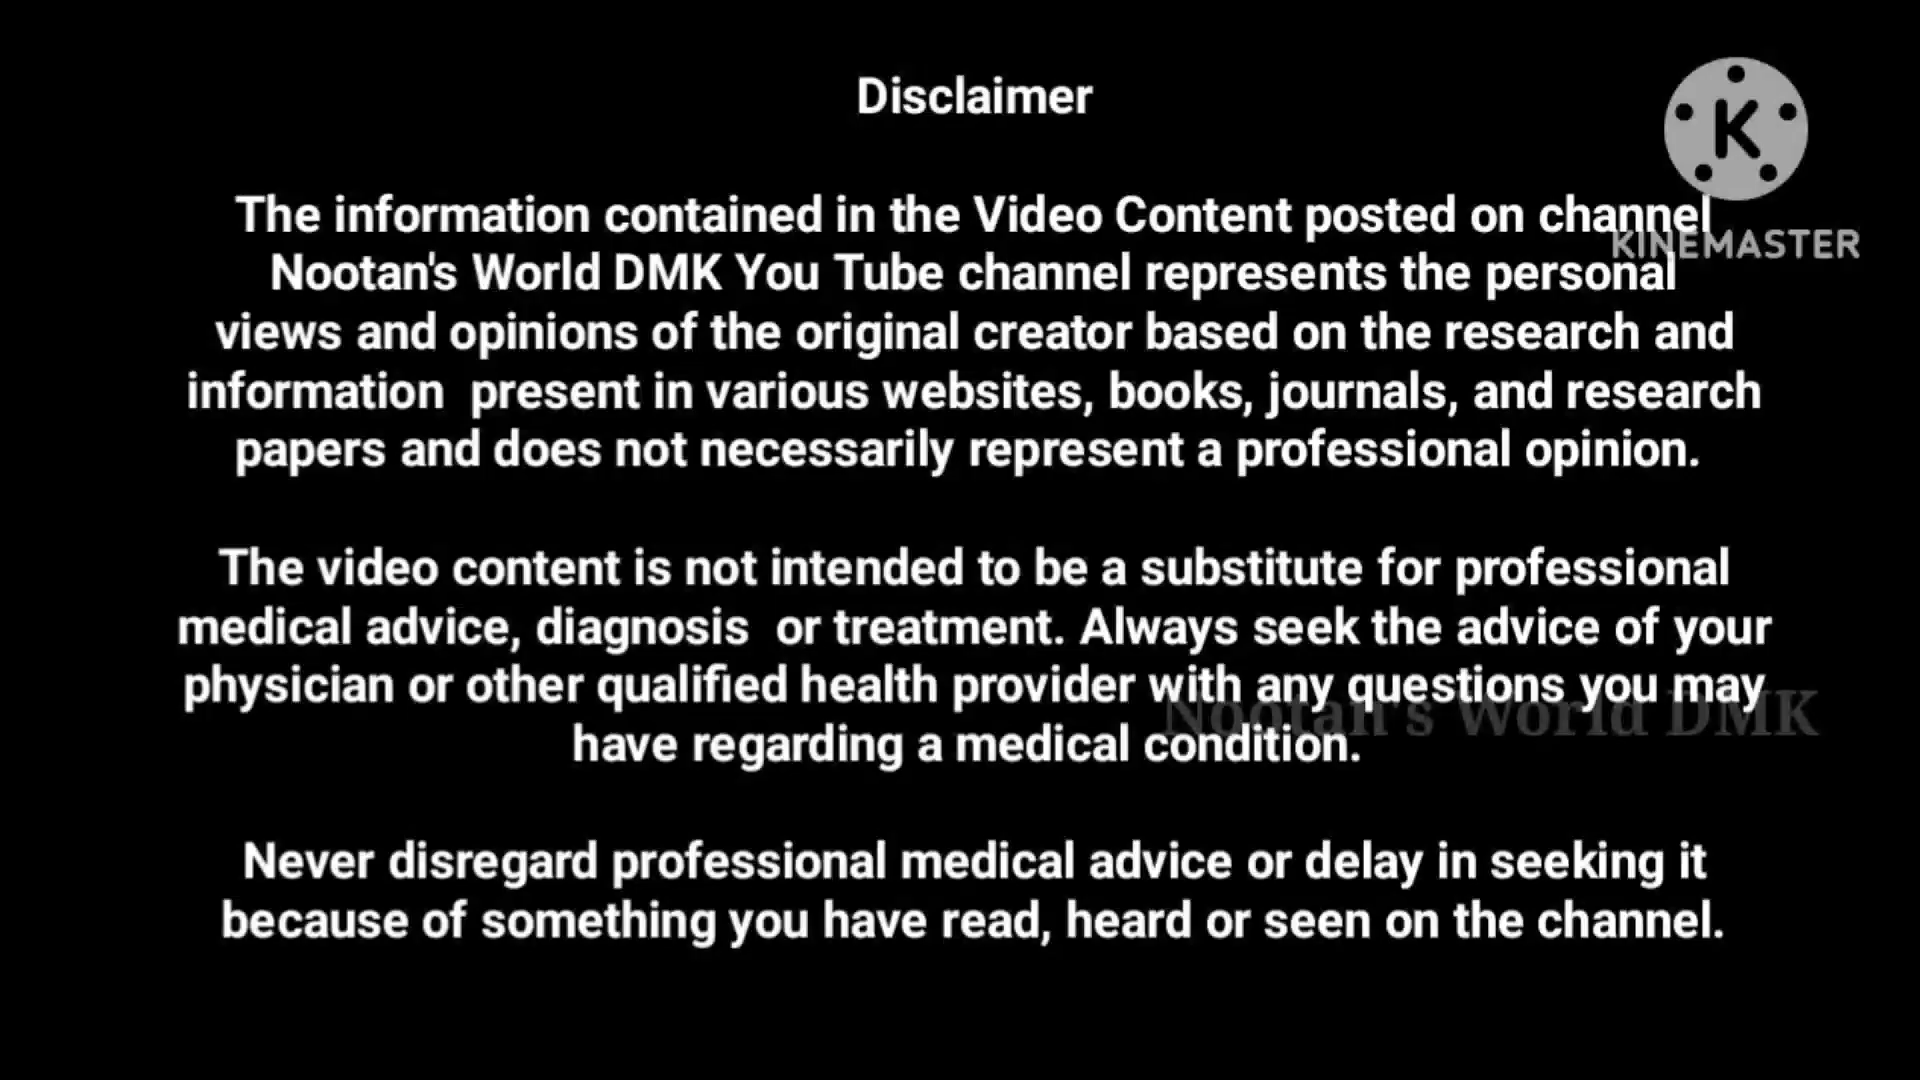 Disclaimer
K
KINEMASTER
The information contained in the Video Content posted on channel
Nootan's World DMK You Tube channel represents the personal
views and opinions of the original creator based on the research and
information present in various websites, books, journals, and research
papers and does not necessarily represent a professional opinion.
The video content is not intended to be a substitute for professional
medical advice, diagnosis or treatment. Always seek the advice of your
physician or other qualified health provider with any questions you may
Nootan's World DMK
have regarding a medical condition.
Never disregard professional medical advice or delay in seeking it
because of something you have read, heard or seen on the channel.